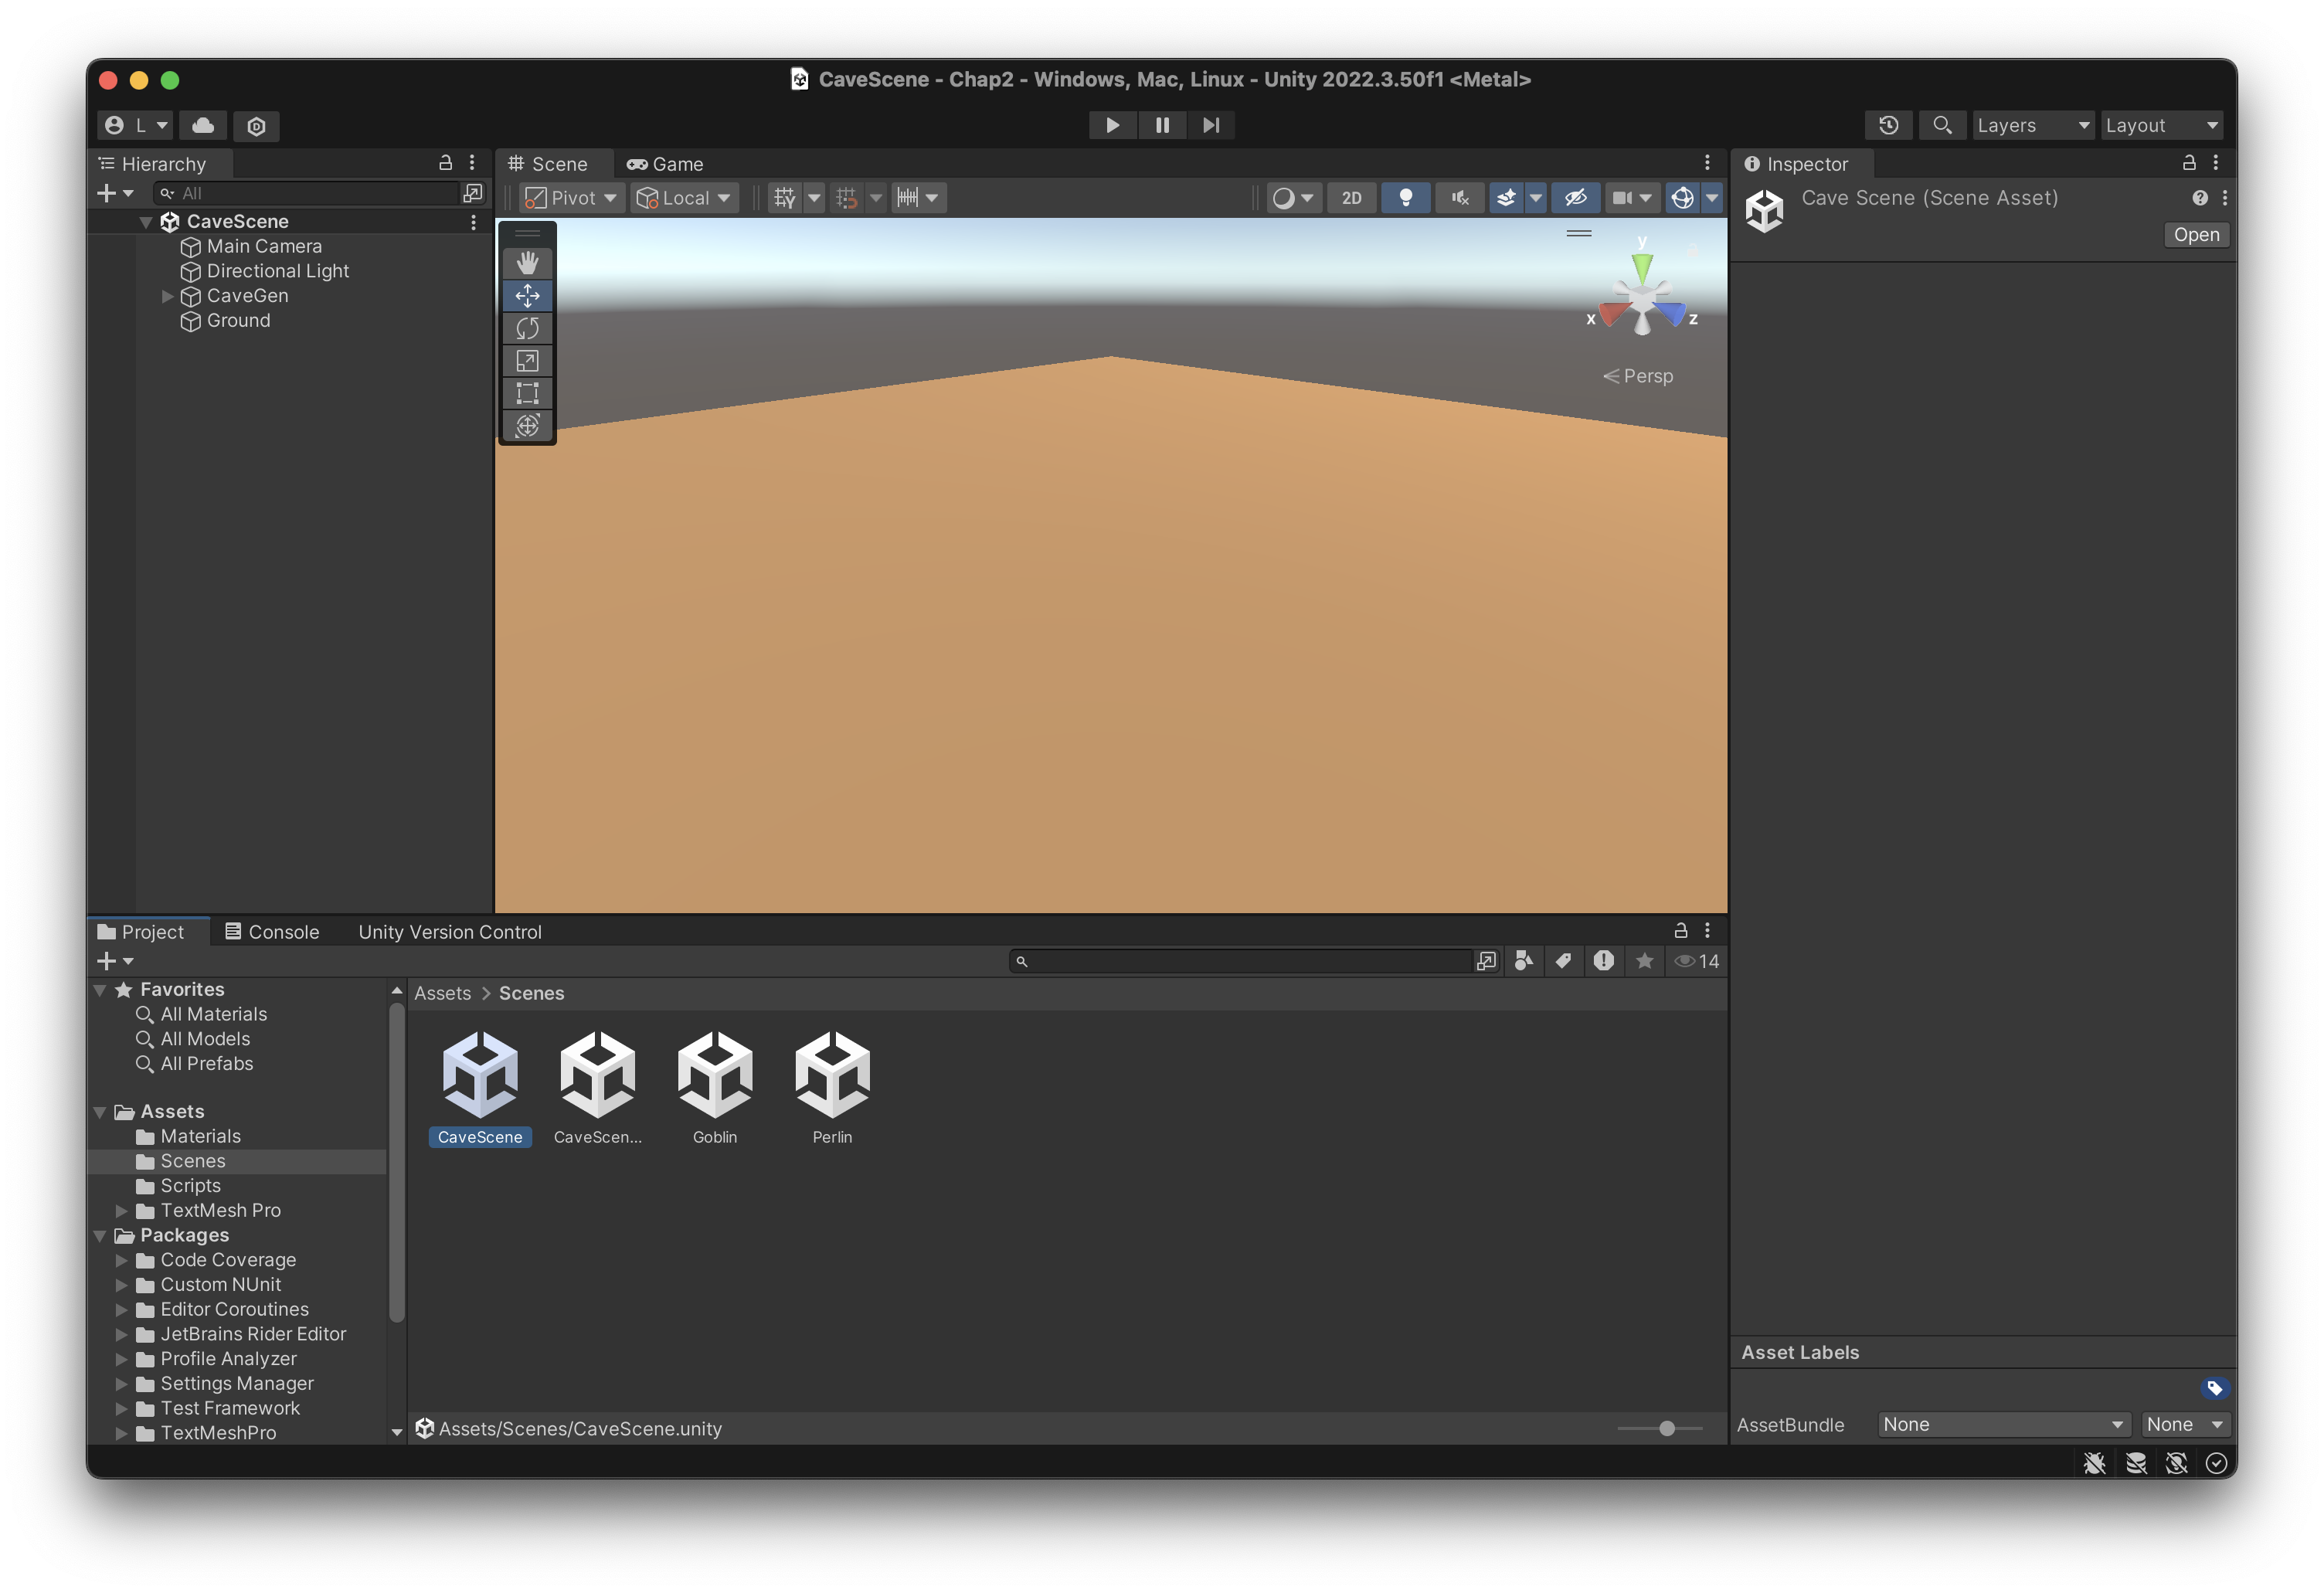 CaveScene - Chap2 - Windows, Mac, Linux - Unity 2022.3.50f1 <Metal>
L
Layers
Layout
Hierarchy
All
CaveScene
Main Camera
Directional Light
CaveGen
Ground
Scene
Game
Pivot
Local
2D
y
x
z
Persp
Inspector
Cave Scene (Scene Asset)
Open
Project
Console
Unity Version Control
14
Favorites
All Materials
All Models
All Prefabs
Assets
Materials
Scenes
Scripts
TextMesh Pro
Packages
Code Coverage
Custom NUnit
Editor Coroutines
JetBrains Rider Editor
Profile Analyzer
Settings Manager
Test Framework
TextMeshPro
Assets > Scenes
CaveScene
CaveScen...
Goblin
Perlin
Assets/Scenes/CaveScene.unity
Asset Labels
AssetBundle
None
None